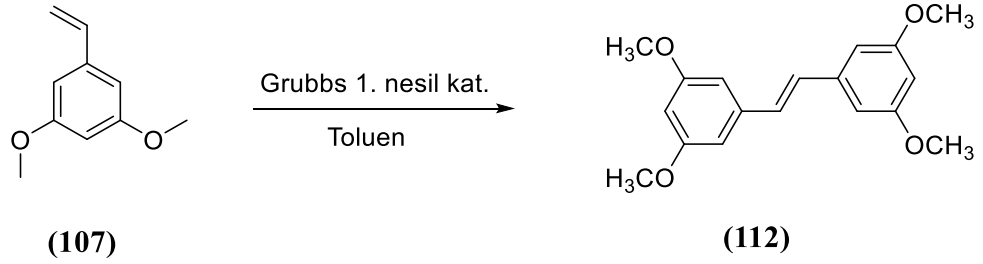 OCH₃
H₃CO
Grubbs 1. nesil kat.
Toluen
O
O
OCH₃
H₃CO
(107)
(112)